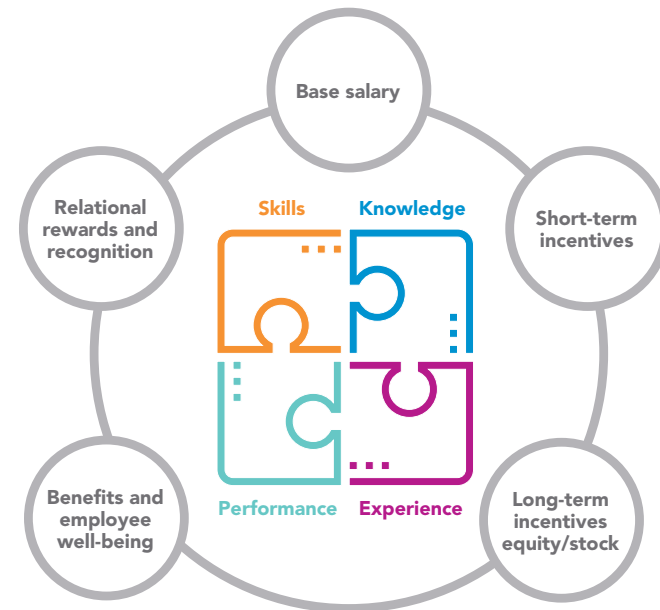 Base salary
Relational
rewards and
recognition
Skills
Knowledge
Short-term
incentives
Performance
Experience
Benefits and
employee
well-being
Long-term
incentives
equity/stock